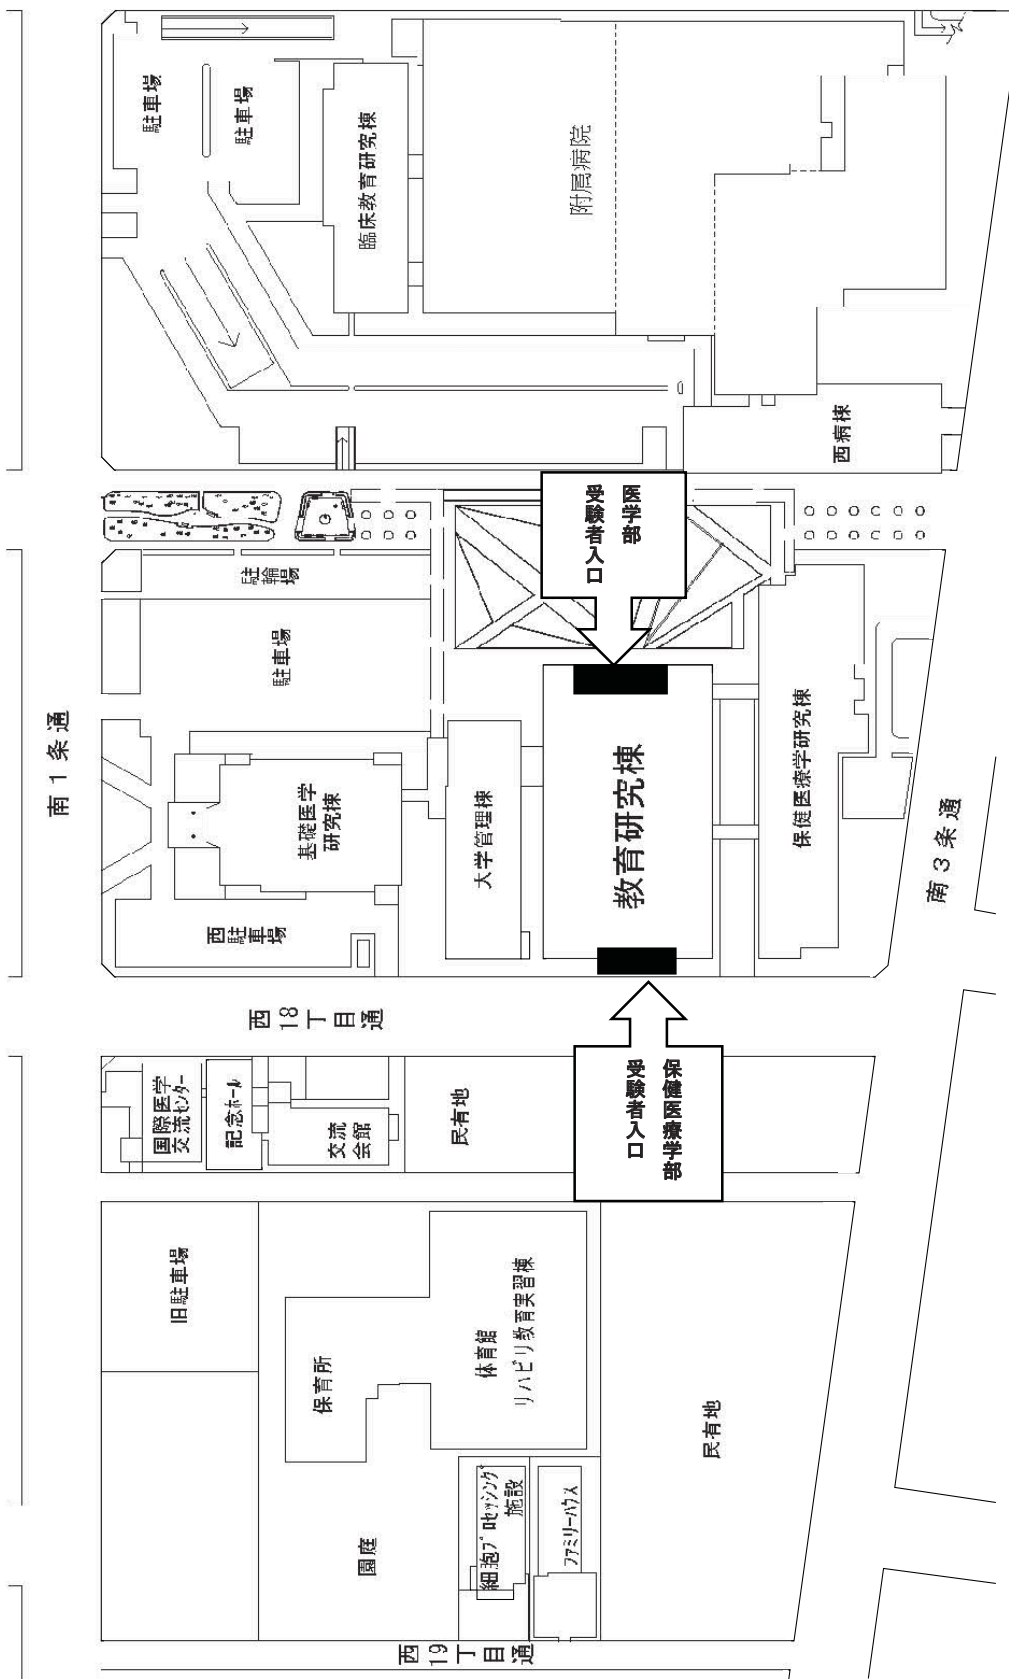 駐車場
駐車場
臨床教育研究棟
附属病院
西病棟
医学部
受験者入口
駐輪場
駐車場
南1条通
基礎医学
研究棟
大学管理棟
教育研究棟
保健医療学研究棟
南3条通
西
駐車場
西18丁目通
国際医学
交流センター
記念ホール
交流
会館
民有地
保健医療学部
受験者入口
旧駐車場
保育所
体育館
リハビリ教育実習棟
民有地
園庭
細胞プロセッシング
施設
ファミリーハウス
西19丁目通